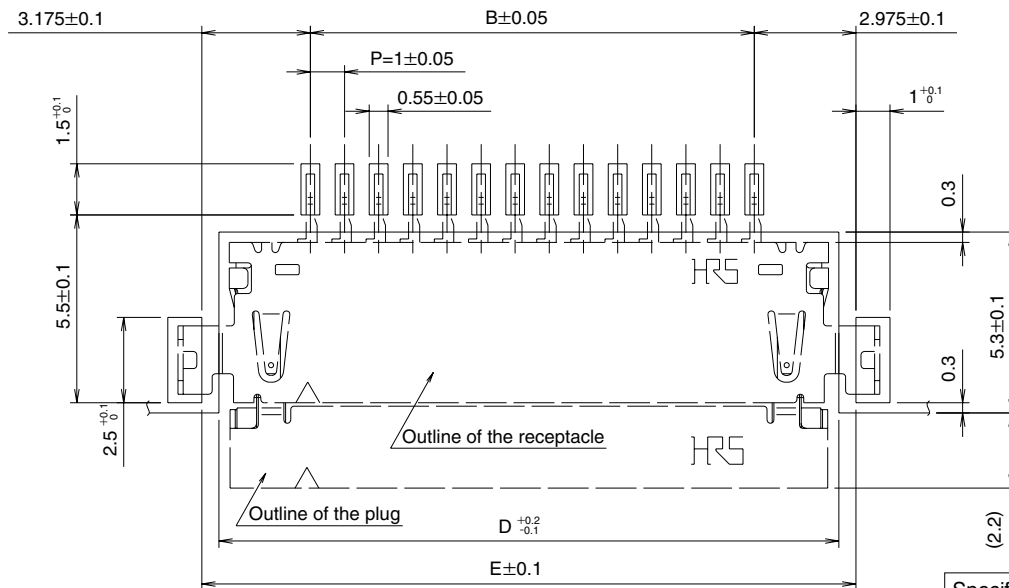 3.175±0.1
B±0.05
2.975±0.1
P=1±0.05
0.55±0.05
1 +0.1 0
1.5 +0.1 0
0.3
HRS
5.5±0.1
5.3±0.1
0.3
2.5 +0.1 0
Outline of the receptacle
HRS
Outline of the plug
D +0.2 -0.1
(2.2)
E±0.1